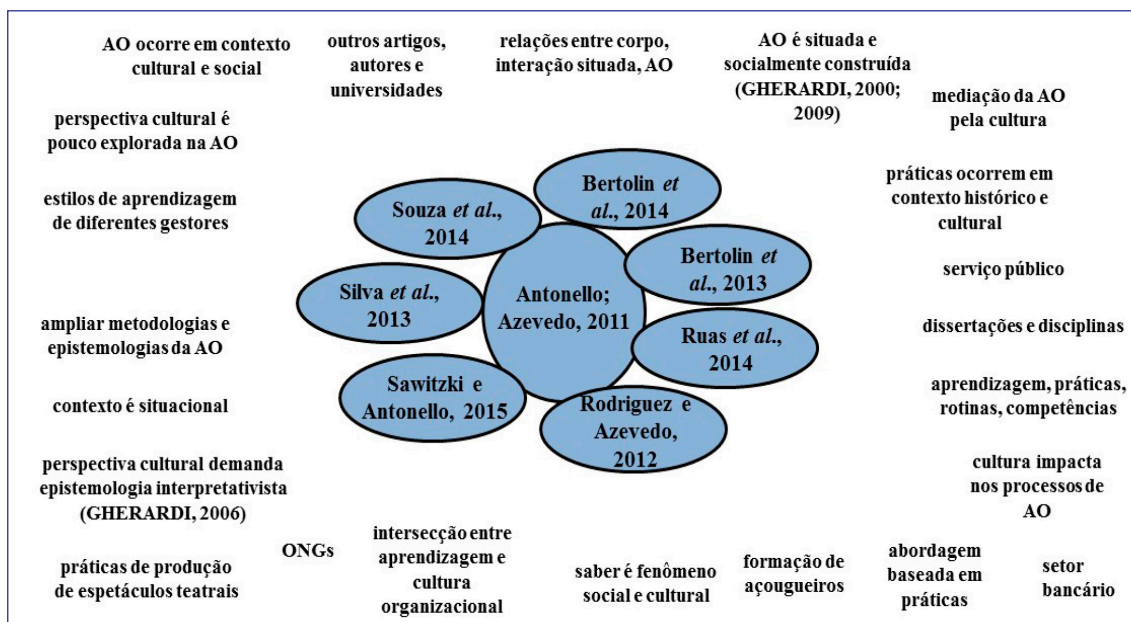 AO ocorre em contexto
cultural e social
outros artigos,
autores e
universidades
relações entre corpo,
interação situada, AO
AO é situada e
socialmente construída
(GHERARDI, 2000;
2009)
mediação da AO
pela cultura
perspectiva cultural é
pouco explorada na AO
práticas ocorrem em
contexto histórico e
cultural
estilos de aprendizagem
de diferentes gestores
Souza et al.,
2014
Bertolin et
al., 2014
Bertolin et
al., 2013
serviço público
Silva et al.,
2013
Antonello;
Azevedo, 2011
Ruas et al.,
2014
dissertações e disciplinas
ampliar metodologias e
epistemologias da AO
Sawitzki e
Antonello, 2015
Rodriguez e
Azevedo,
2012
aprendizagem, práticas,
rotinas, competências
contexto é situacional
cultura impacta
nos processos de
AO
perspectiva cultural demanda
epistemologia interpretativista
(GHERARDI, 2006)
práticas de produção
de espetáculos teatrais
ONGs
intersecção entre
aprendizagem e
cultura
organizacional
saber é fenômeno
social e cultural
formação de
açougueiros
abordagem
baseada em
práticas
setor
bancário